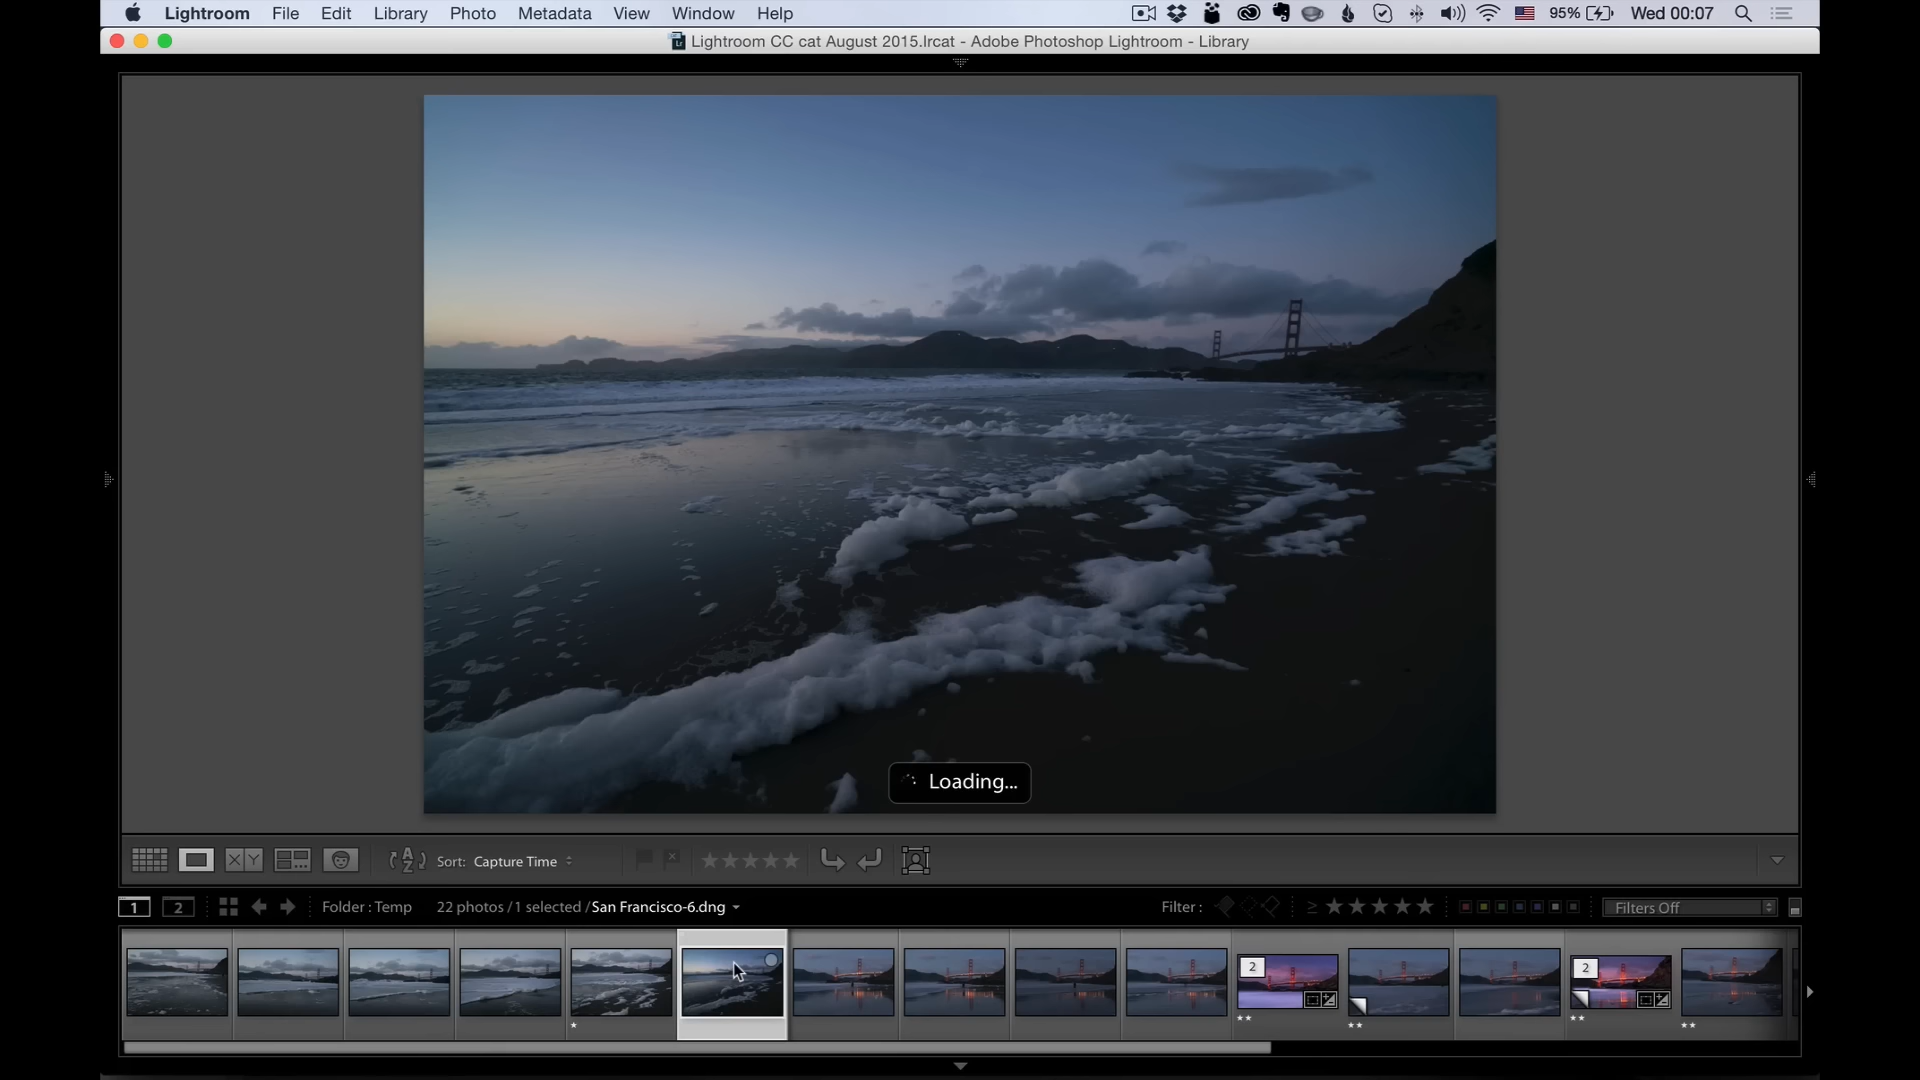 Lightroom File Edit Library Photo Metadata View Window Help 95% Wed 00:07
Lightroom CC cat August 2015.lrcat - Adobe Photoshop Lightroom - Library
Loading...
X Y A Z Sort: Capture Time
1 2 Folder : Temp 22 photos / 1 selected / San Francisco-6.dng Filter : ≥ Filters Off
2 2